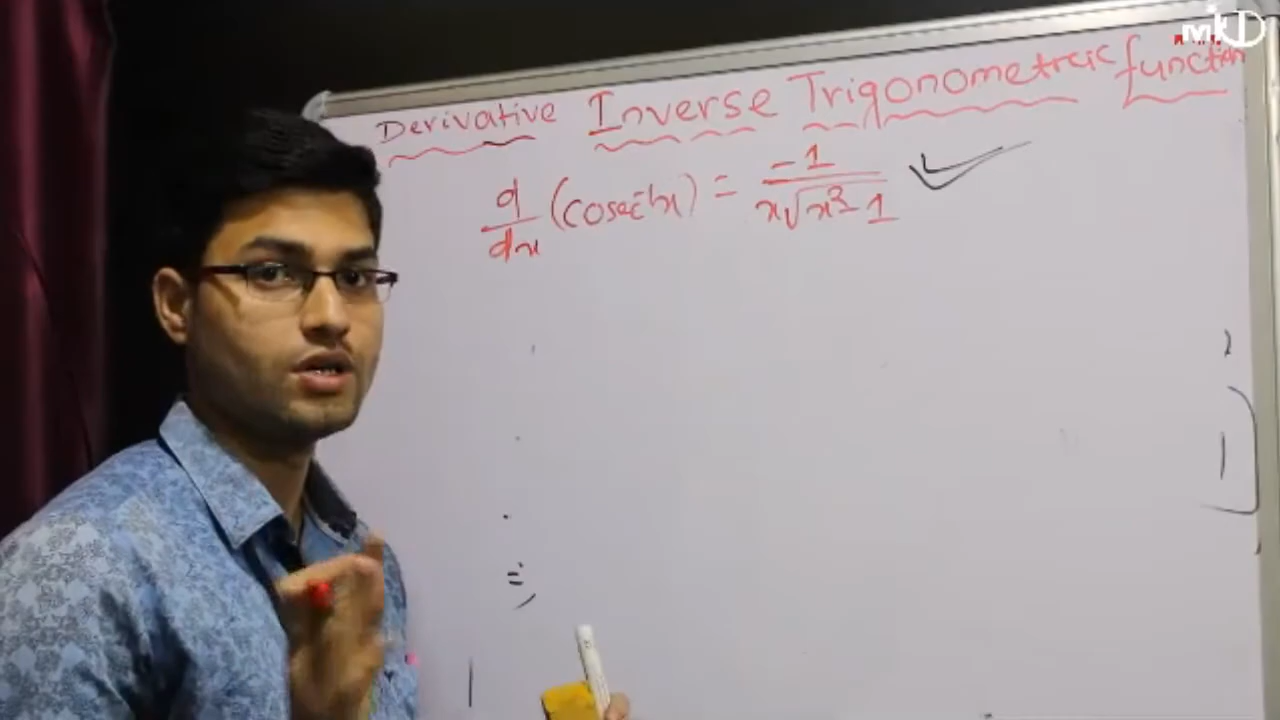 Derivative Inverse Trigonometric function
d/dx (cosec⁻¹x) = -1/x√x²-1